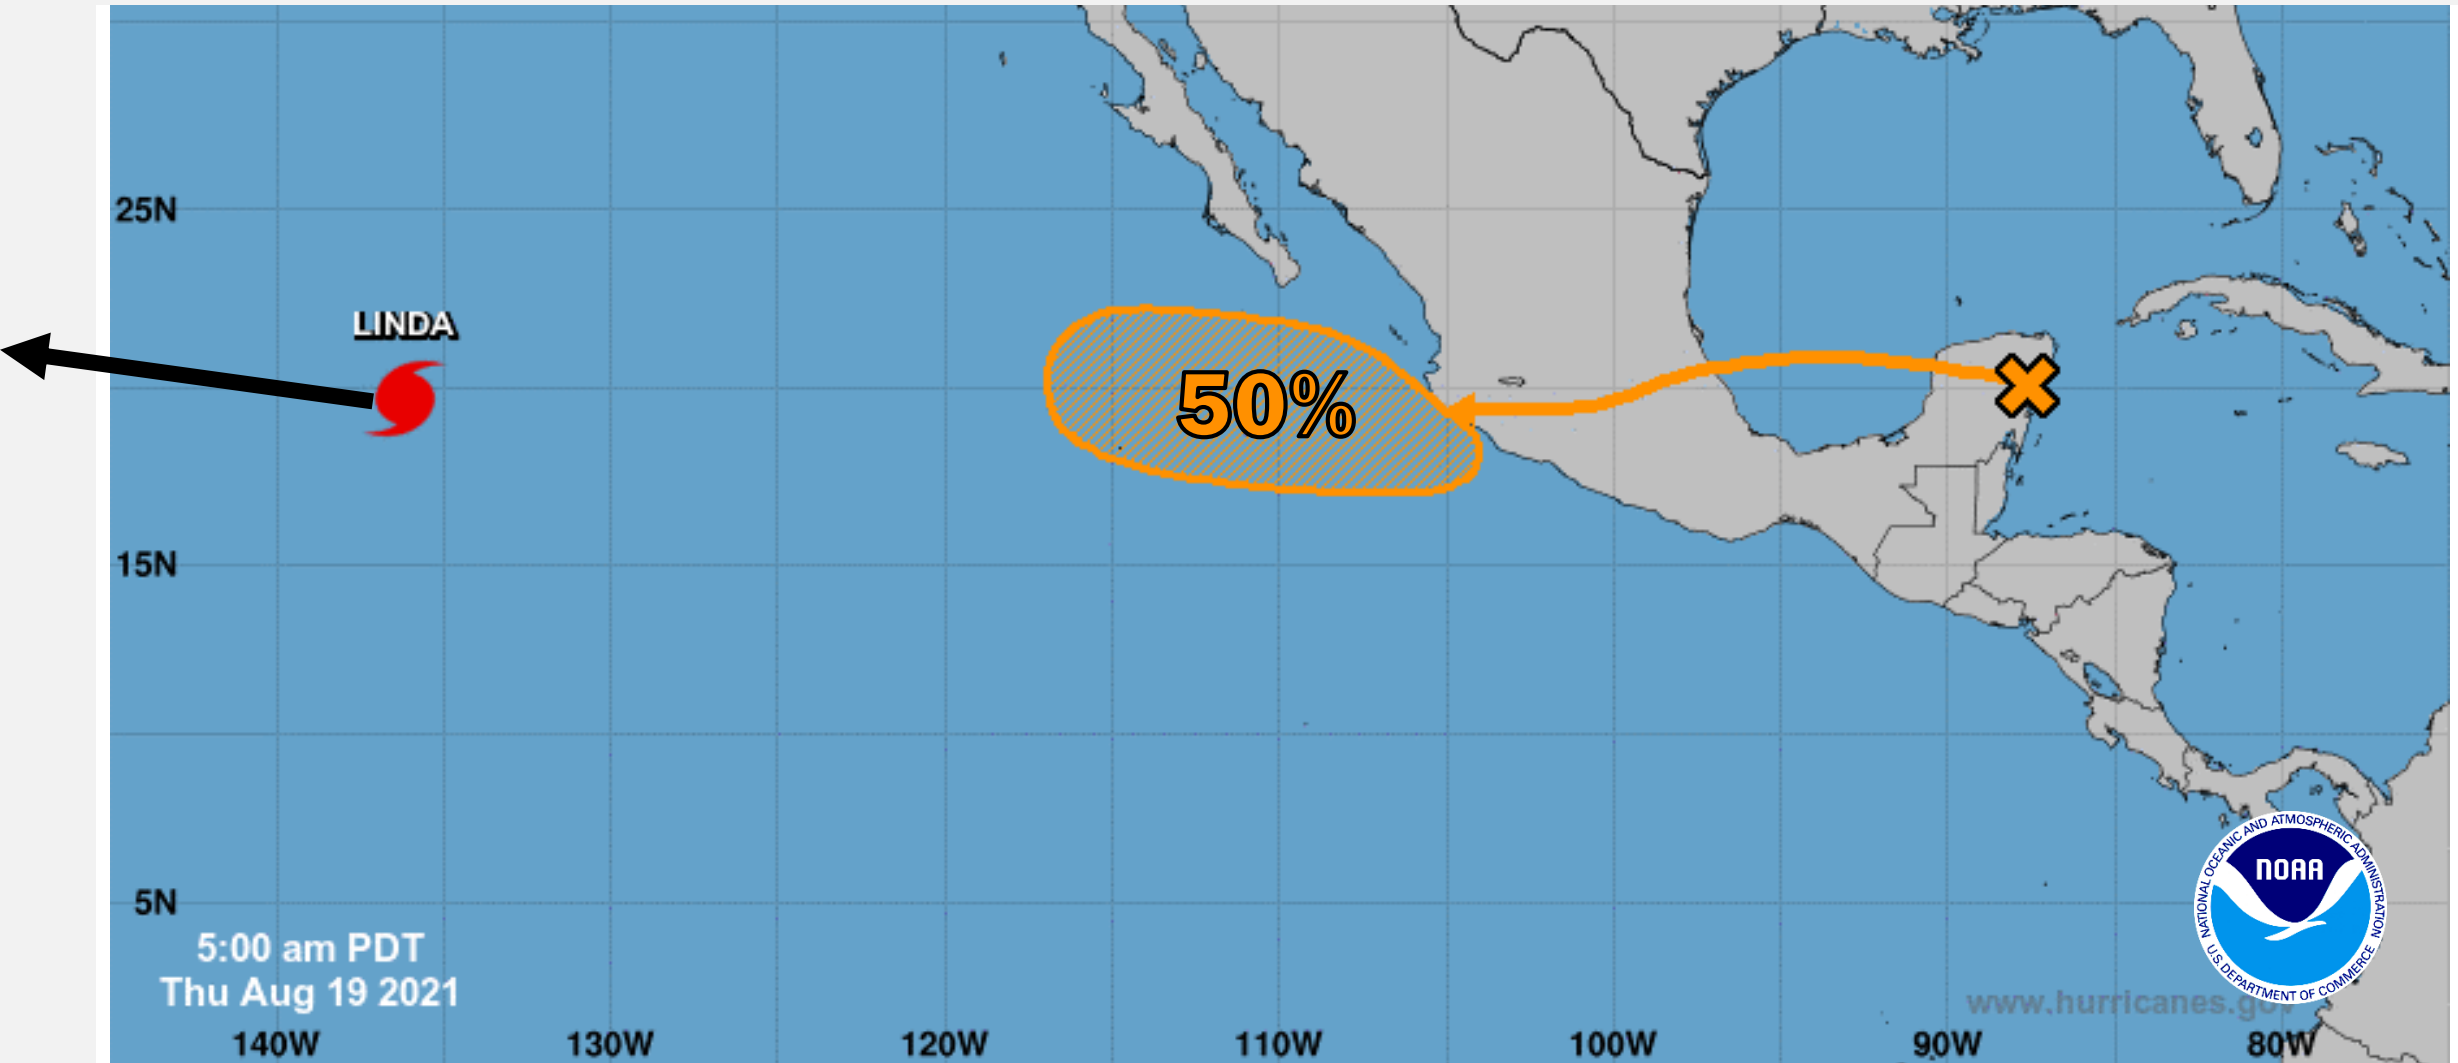 25N
LINDA
50%
15N
5N
5:00 am PDT
Thu Aug 19 2021
NATIONAL OCEANIC AND ATMOSPHERIC ADMINISTRATION
NOAA
U.S. DEPARTMENT OF COMMERCE
www.hurricanes.gov
140W 130W 120W 110W 100W 90W 80W